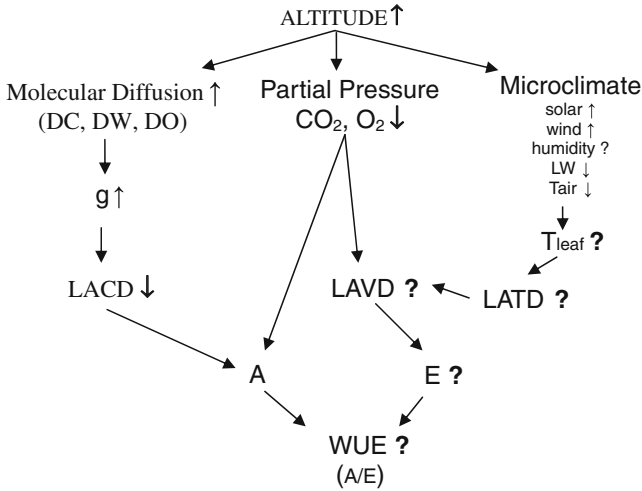 ALTITUDE ↑
Molecular Diffusion ↑
(DC, DW, DO)
g ↑
LACD ↓
Partial Pressure
CO₂, O₂ ↓
Microclimate
solar ↑
wind ↑
humidity ?
LW ↓
Tair ↓
Tleaf ?
LATD ?
LAVD ?
A
E ?
WUE ?
(A/E)